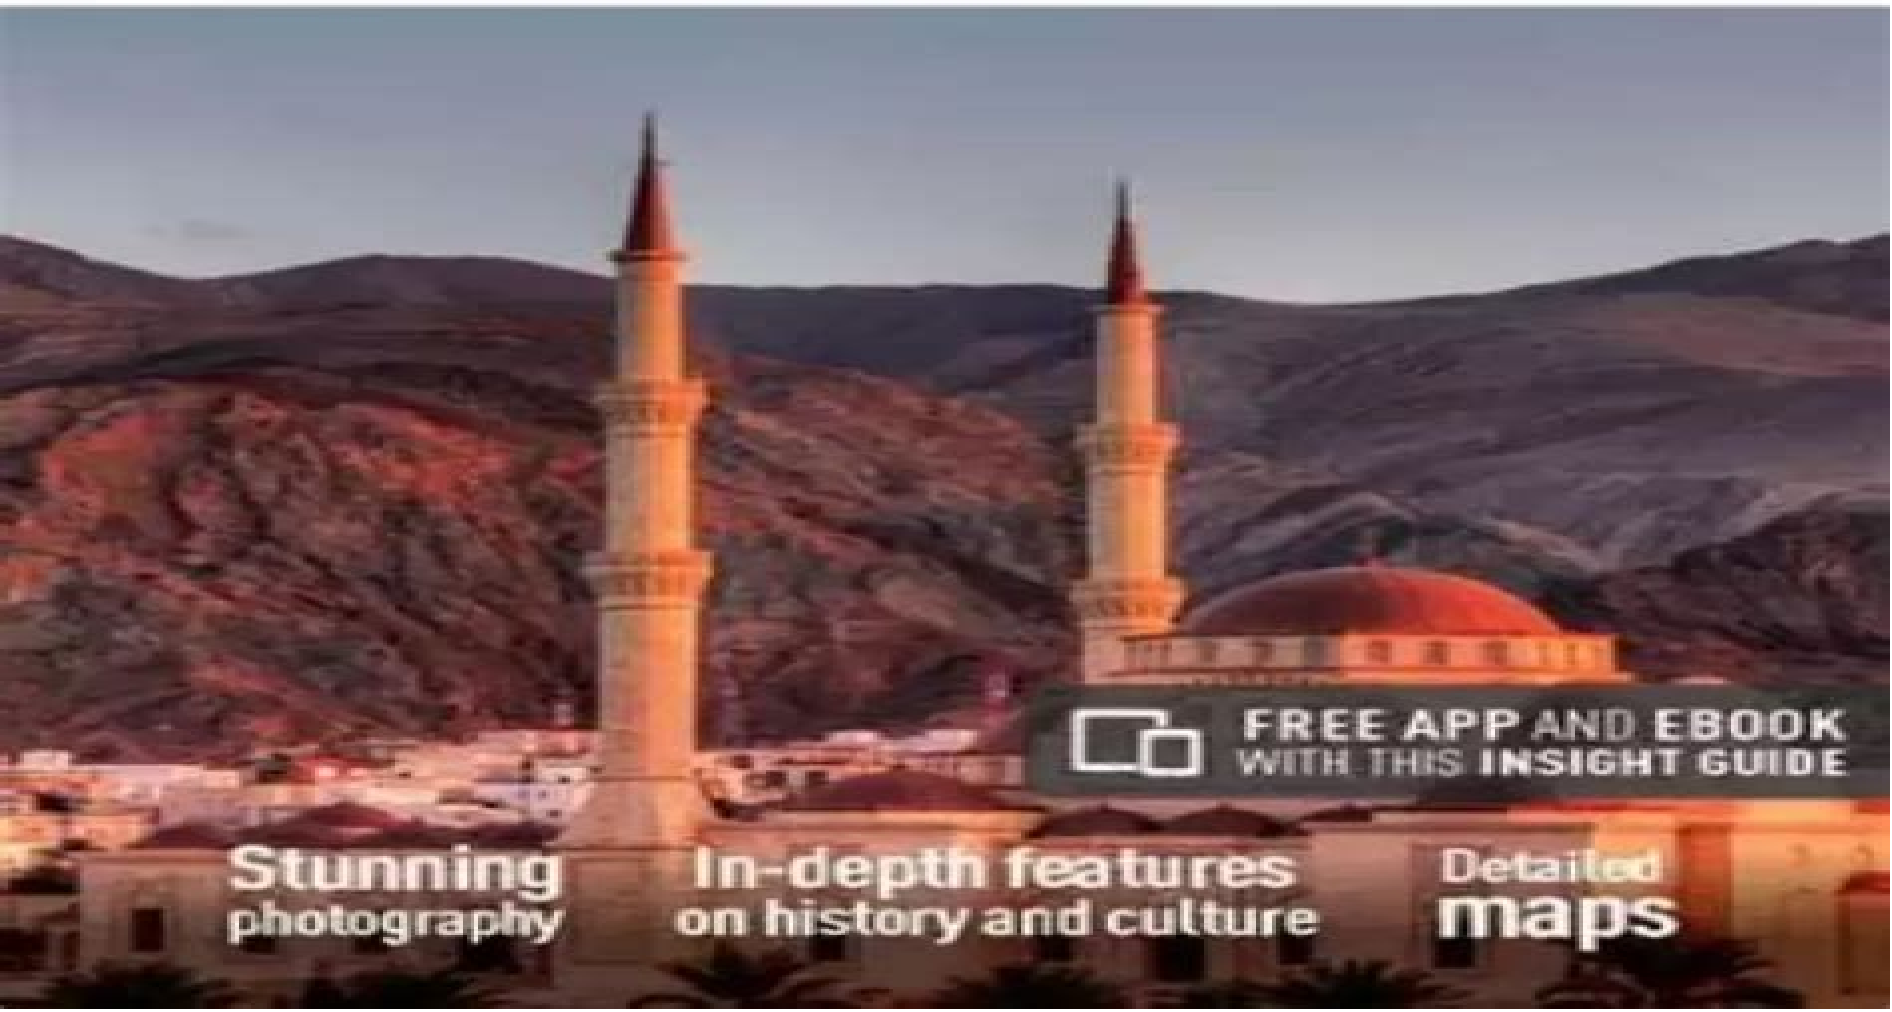 FREE APP AND EBOOK
WITH THIS INSIGHT GUIDE
Stunning
photography
In-depth features
on history and culture
Detailed
maps